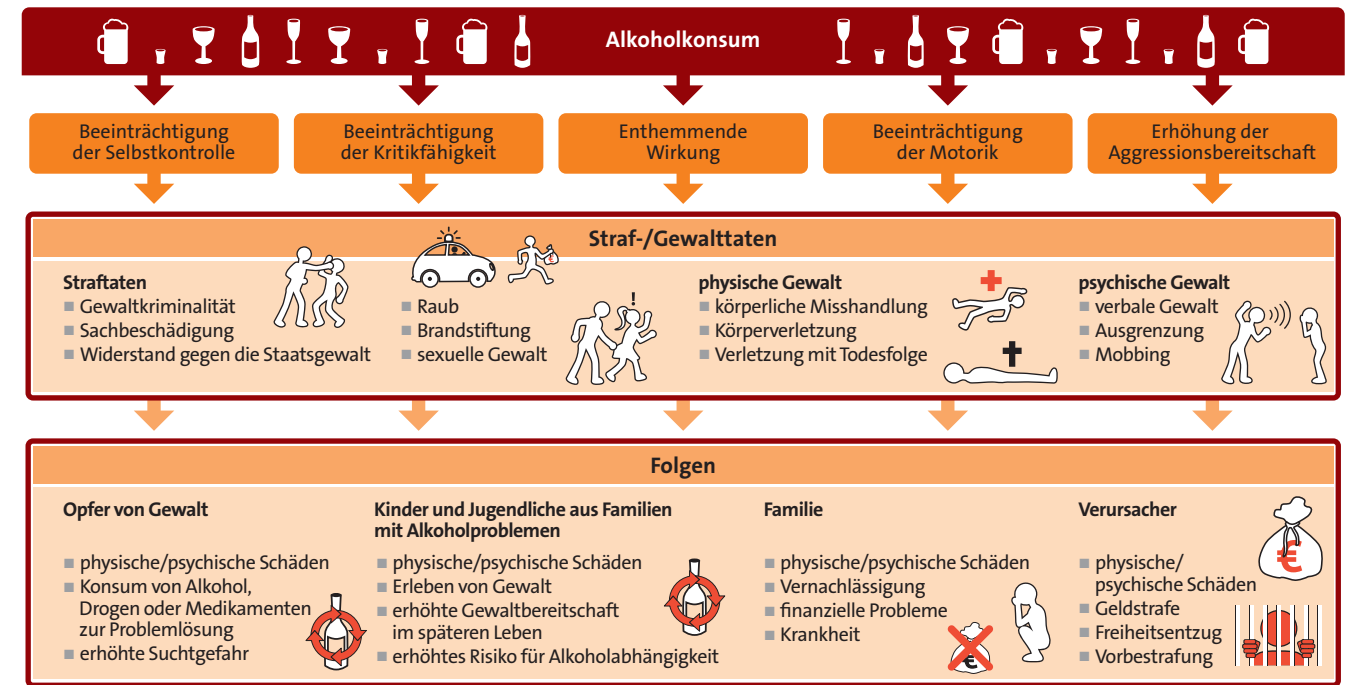 Alkoholkonsum
Beeinträchtigung
der Selbstkontrolle
Beeinträchtigung
der Kritikfähigkeit
Enthemmende
Wirkung
Beeinträchtigung
der Motorik
Erhöhung der
Aggressionsbereitschaft
Straf-/Gewalttaten
Straftaten
Gewaltkriminalität
Sachbeschädigung
Widerstand gegen die Staatsgewalt
€
Raub
Brandstiftung
sexuelle Gewalt
!
physische Gewalt
körperliche Misshandlung
Körperverletzung
Verletzung mit Todesfolge
psychische Gewalt
verbale Gewalt
Ausgrenzung
Mobbing
Folgen
Opfer von Gewalt
physische/psychische Schäden
Konsum von Alkohol,
Drogen oder Medikamenten
zur Problemlösung
erhöhte Suchtgefahr
Kinder und Jugendliche aus Familien
mit Alkoholproblemen
physische/psychische Schäden
Erleben von Gewalt
erhöhte Gewaltbereitschaft
im späteren Leben
erhöhtes Risiko für Alkoholabhängigkeit
Familie
physische/psychische Schäden
Vernachlässigung
finanzielle Probleme
Krankheit
€
Verursacher
physische/
psychische Schäden
Geldstrafe
Freiheitsentzug
Vorbestrafung
€